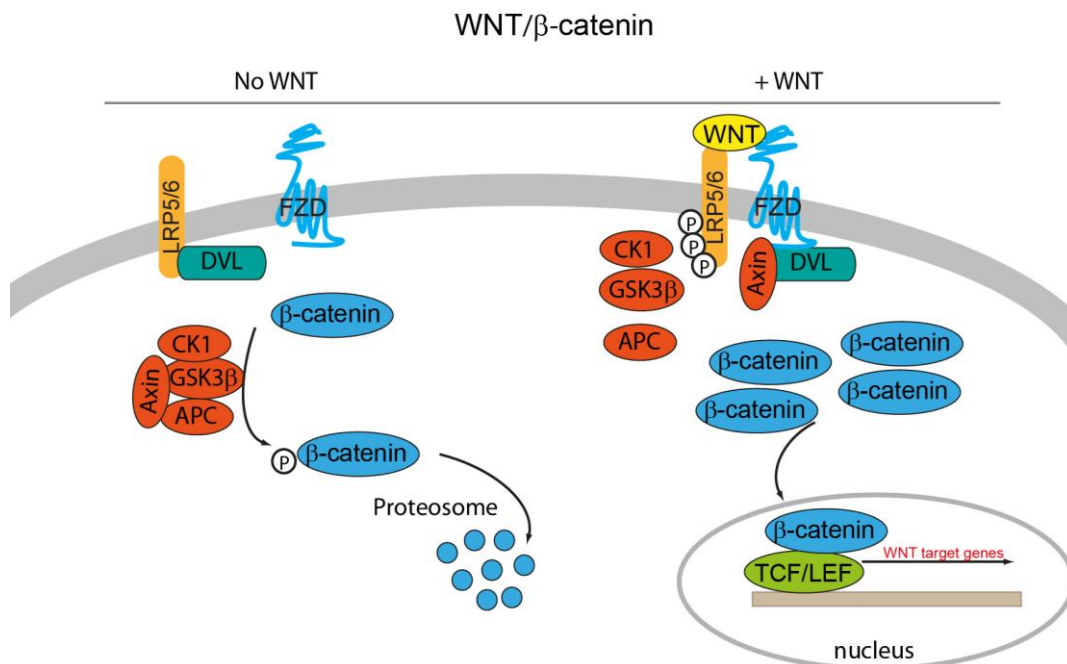 WNT/β-catenin
No WNT
+ WNT
LRP5/6
FZD
DVL
β-catenin
CK1
GSK3β
Axin
APC
P
β-catenin
Proteosome
WNT
LRP5/6
FZD
P
P
P
CK1
GSK3β
APC
Axin
DVL
β-catenin
β-catenin
β-catenin
β-catenin
β-catenin
TCF/LEF
WNT target genes
nucleus